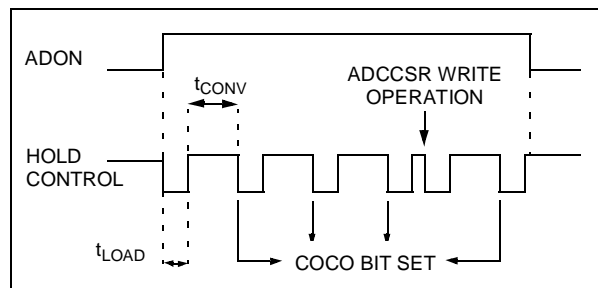 ADON
tCONV
ADCCSR WRITE
OPERATION
HOLD
CONTROL
tLOAD
COCO BIT SET